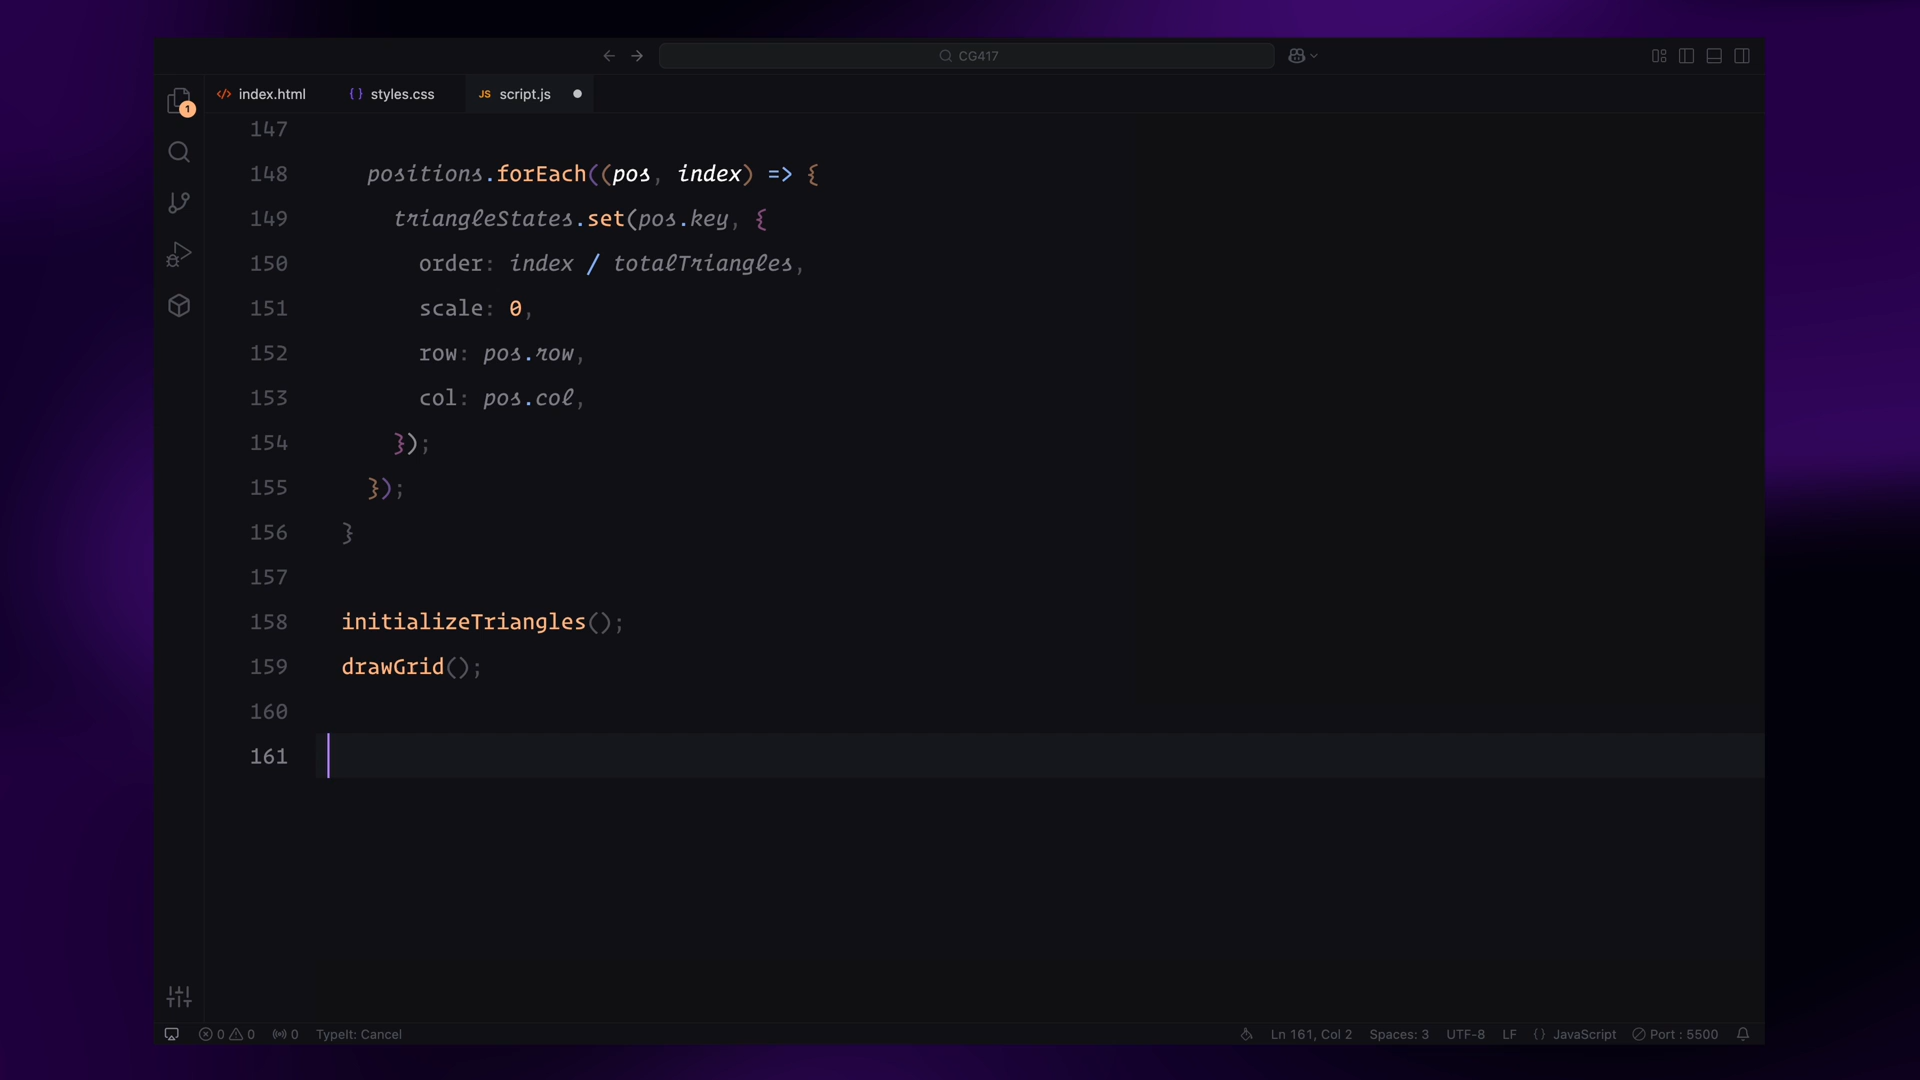 CG417
index.html
styles.css
JS script.js
1
147
148 positions.forEach((pos, index) => {
149 triangleStates.set(pos.key, {
150 order: index / totalTriangles,
151 scale: 0,
152 row: pos.row,
153 col: pos.col,
154 });
155 });
156 }
157
158 initializeTriangles();
159 drawGrid();
160
161
0 0 0 TypeIt: Cancel Ln 161, Col 2 Spaces: 3 UTF-8 LF {} JavaScript Port : 5500